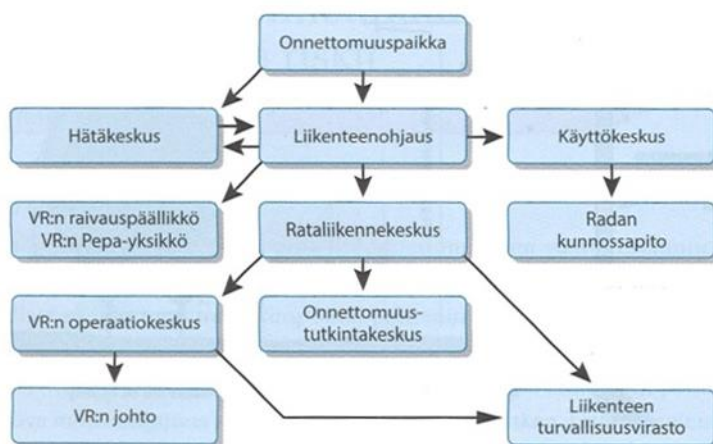 Onnettomuuspaikka
Hätäkeskus
Liikenteenohjaus
Käyttökeskus
VR:n raivauspäällikkö
VR:n Pepa-yksikkö
Rataliikennekeskus
Radan
kunnossapito
VR:n operaatiokeskus
Onnettomuus-
tutkintakeskus
VR:n johto
Liikenteen
turvallisuusvirasto